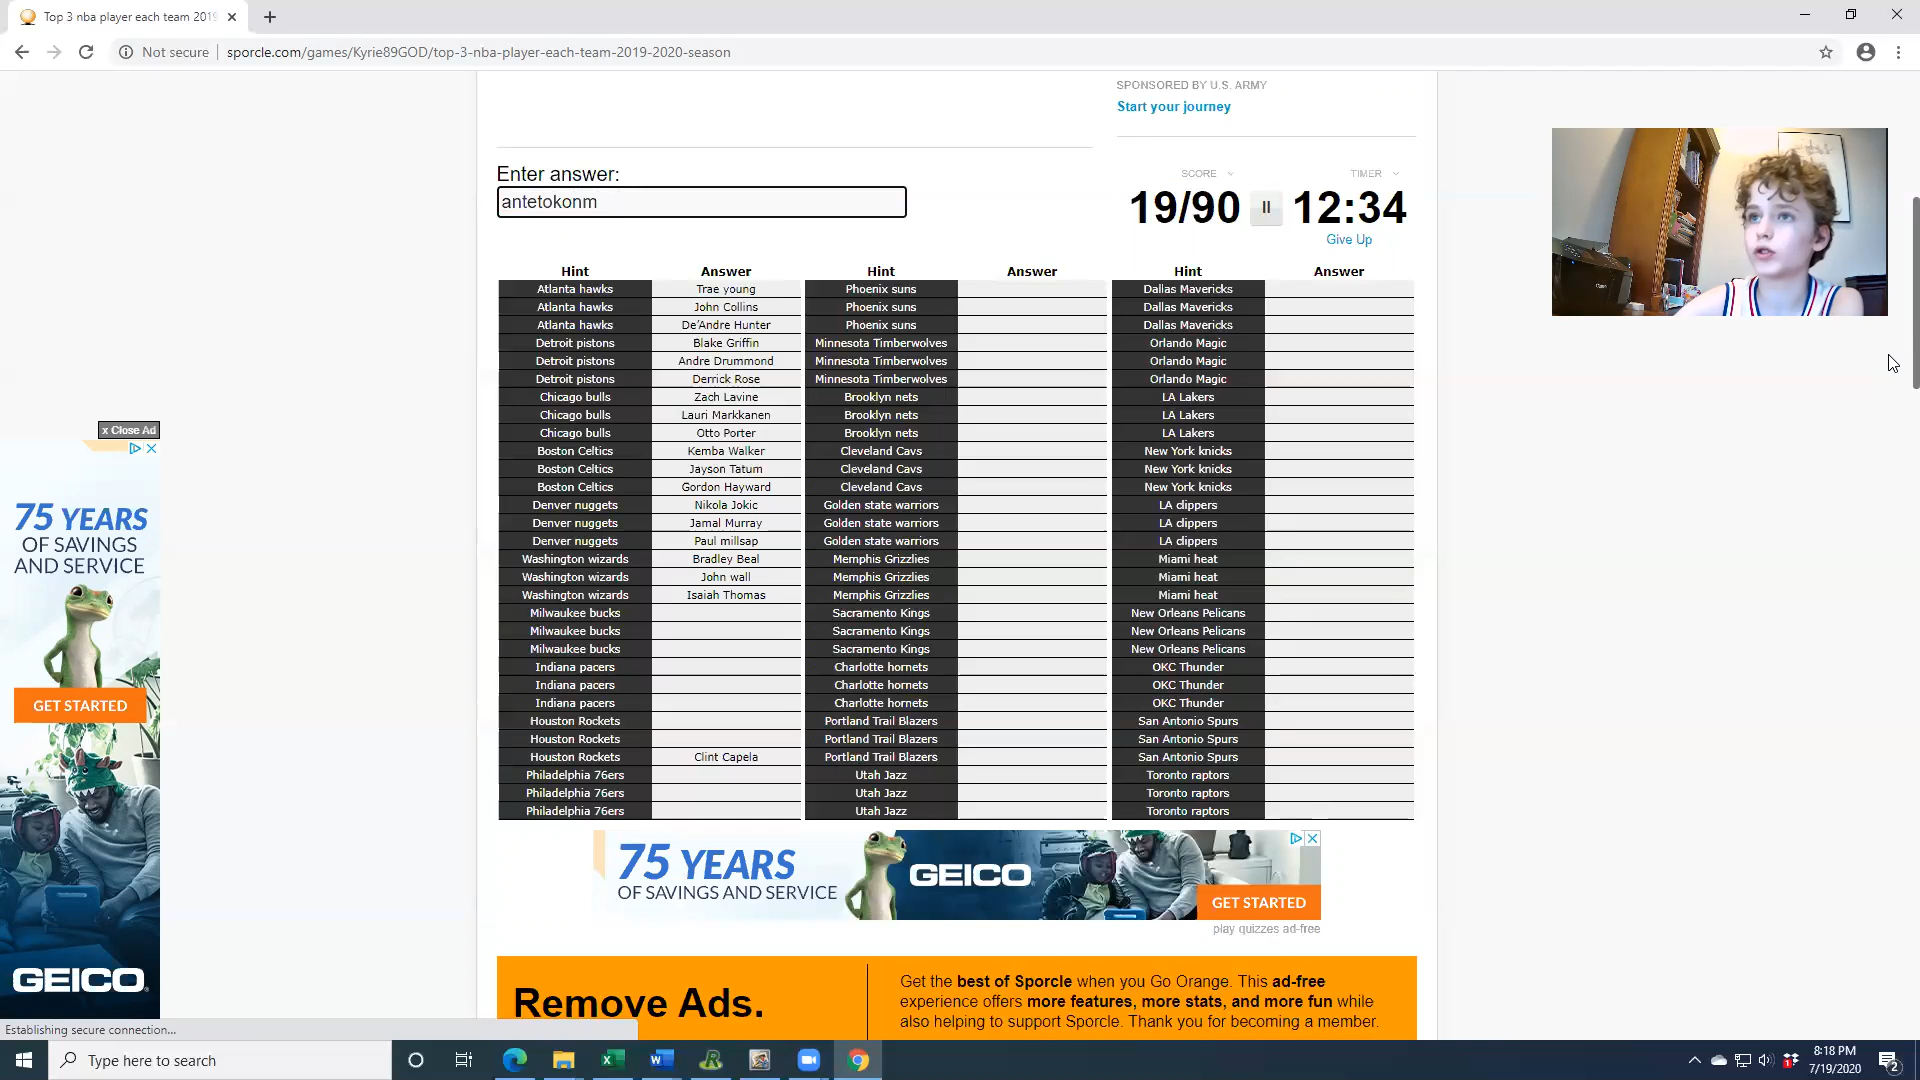 Top 3 nba player each team 2019
Not secure
sporcle.com/games/Kyrie89GOD/top-3-nba-player-each-team-2019-2020-season
SPONSORED BY U.S. ARMY
Start your journey
Enter answer:
antetokonm
SCORE
TIMER
19/90
12:34
Give Up
Hint Answer Hint Answer Hint Answer
Atlanta hawks Trae young Phoenix suns Dallas Mavericks
Atlanta hawks John Collins Phoenix suns Dallas Mavericks
Atlanta hawks De'Andre Hunter Phoenix suns Dallas Mavericks
Detroit pistons Blake Griffin Minnesota Timberwolves Orlando Magic
Detroit pistons Andre Drummond Minnesota Timberwolves Orlando Magic
Detroit pistons Derrick Rose Minnesota Timberwolves Orlando Magic
Chicago bulls Zach Lavine Brooklyn nets LA Lakers
Chicago bulls Lauri Markkanen Brooklyn nets LA Lakers
Chicago bulls Otto Porter Brooklyn nets LA Lakers
Boston Celtics Kemba Walker Cleveland Cavs New York knicks
Boston Celtics Jayson Tatum Cleveland Cavs New York knicks
Boston Celtics Gordon Hayward Cleveland Cavs New York knicks
Denver nuggets Nikola Jokic Golden state warriors LA clippers
Denver nuggets Jamal Murray Golden state warriors LA clippers
Denver nuggets Paul millsap Golden state warriors LA clippers
Washington wizards Bradley Beal Memphis Grizzlies Miami heat
Washington wizards John wall Memphis Grizzlies Miami heat
Washington wizards Isaiah Thomas Memphis Grizzlies Miami heat
Milwaukee bucks Sacramento Kings New Orleans Pelicans
Milwaukee bucks Sacramento Kings New Orleans Pelicans
Milwaukee bucks Sacramento Kings New Orleans Pelicans
Indiana pacers Charlotte hornets OKC Thunder
Indiana pacers Charlotte hornets OKC Thunder
Indiana pacers Charlotte hornets OKC Thunder
Houston Rockets Portland Trail Blazers San Antonio Spurs
Houston Rockets Portland Trail Blazers San Antonio Spurs
Houston Rockets Clint Capela Portland Trail Blazers San Antonio Spurs
Philadelphia 76ers Utah Jazz Toronto raptors
Philadelphia 76ers Utah Jazz Toronto raptors
Philadelphia 76ers Utah Jazz Toronto raptors
x Close Ad
75 YEARS
OF SAVINGS
AND SERVICE
GET STARTED
GEICO
75 YEARS
OF SAVINGS AND SERVICE
GEICO
GET STARTED
play quizzes ad-free
Remove Ads.
Get the best of Sporcle when you Go Orange. This ad-free
experience offers more features, more stats, and more fun while
also helping to support Sporcle. Thank you for becoming a member.
Establishing secure connection...
Type here to search
8:18 PM
7/19/2020
2